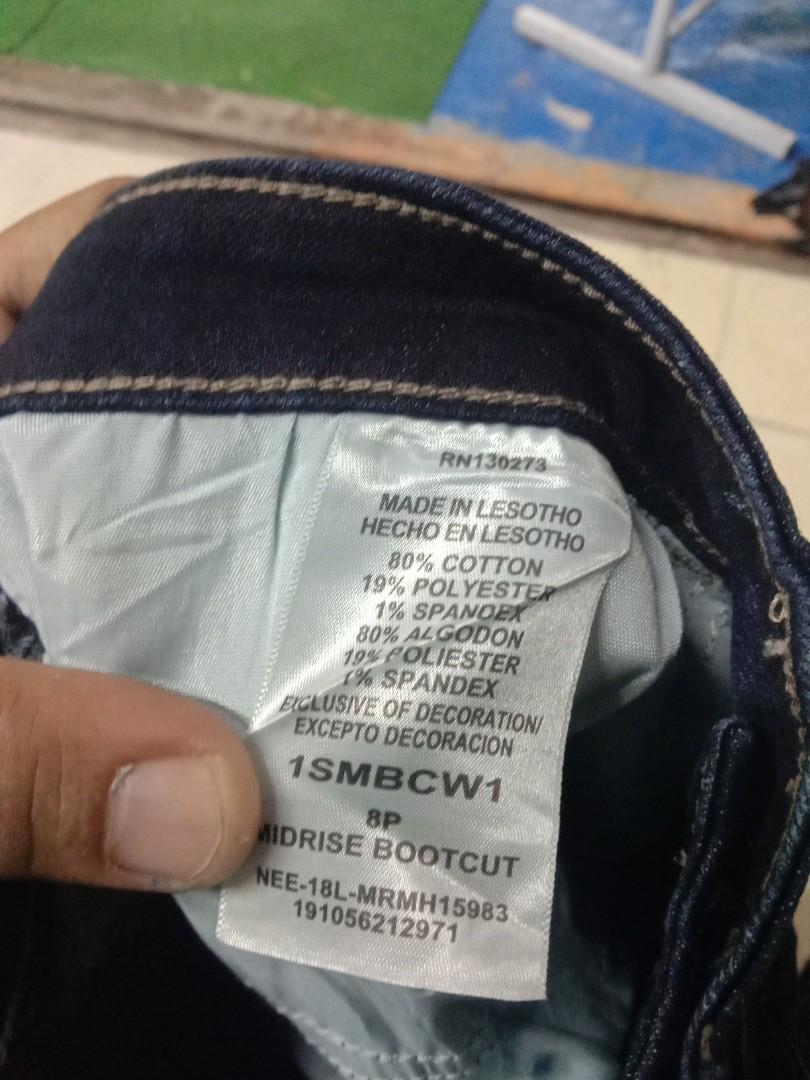 RN130273
MADE IN LESOTHO
HECHO EN LESOTHO
80% COTTON
19% POLYESTER
1% SPANDEX
80% ALGODON
19% POLIESTER
1% SPANDEX
EXCLUSIVE OF DECORATION/
EXCEPTO DECORACION
1SMBCW1
8P
MIDRISE BOOTCUT
NEE-18L-MRMH15983
191056212971